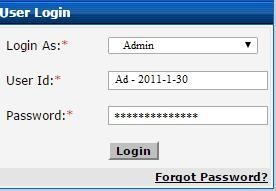 User Login
Login As:* Admin
User Id:* Ad - 2011-1-30
Password:* **************
Login
Forgot Password?